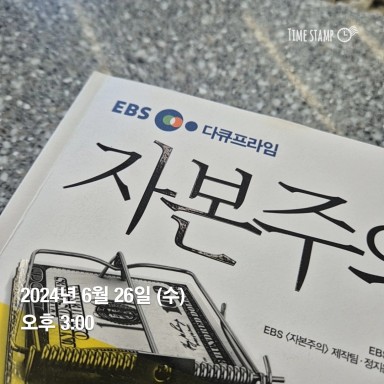 TIME STAMP
EBS 다큐프라임
자본주의
2024년 6월 26일 (수)
오후 3:00
EBS 〈자본주의〉 제작팀 · 정지은